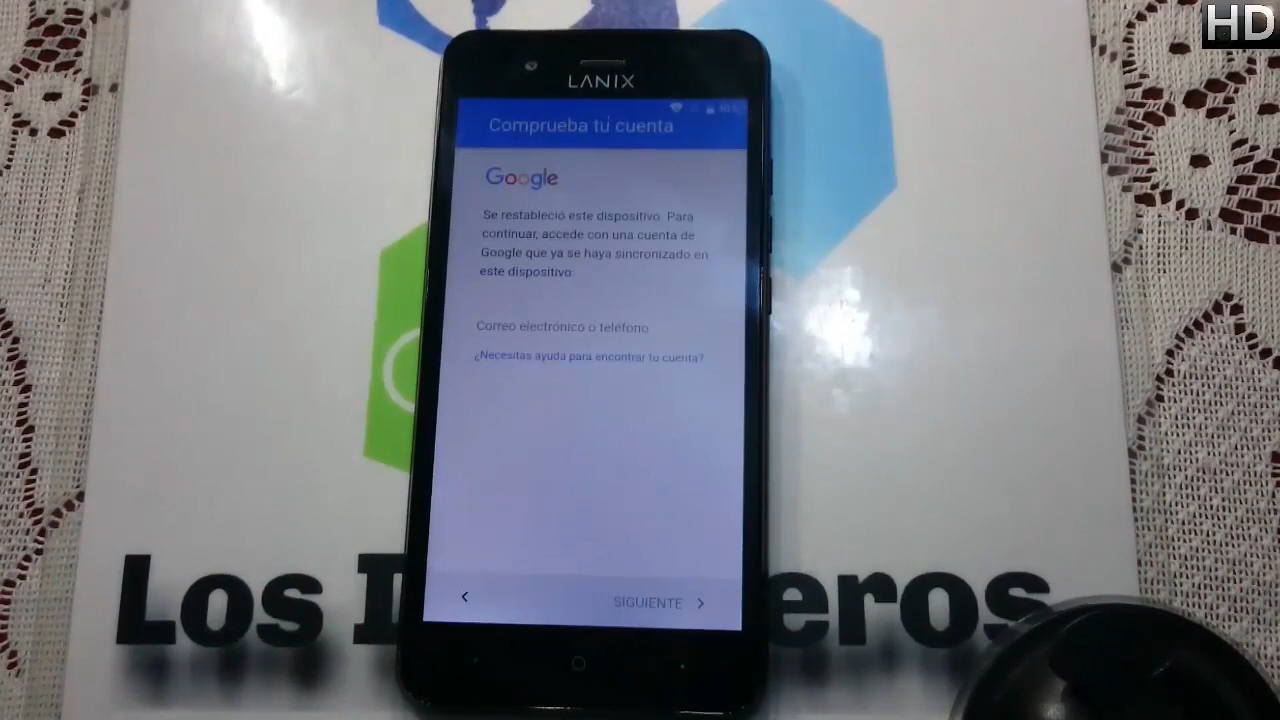 HD
LANIX
Comprueba tu cuenta
Google
Se restableció este dispositivo. Para
continuar, accede con una cuenta de
Google que ya se haya sincronizado en
este dispositivo.
Correo electrónico o teléfono
¿Necesitas ayuda para encontrar tu cuenta?
SIGUIENTE
Los I eros